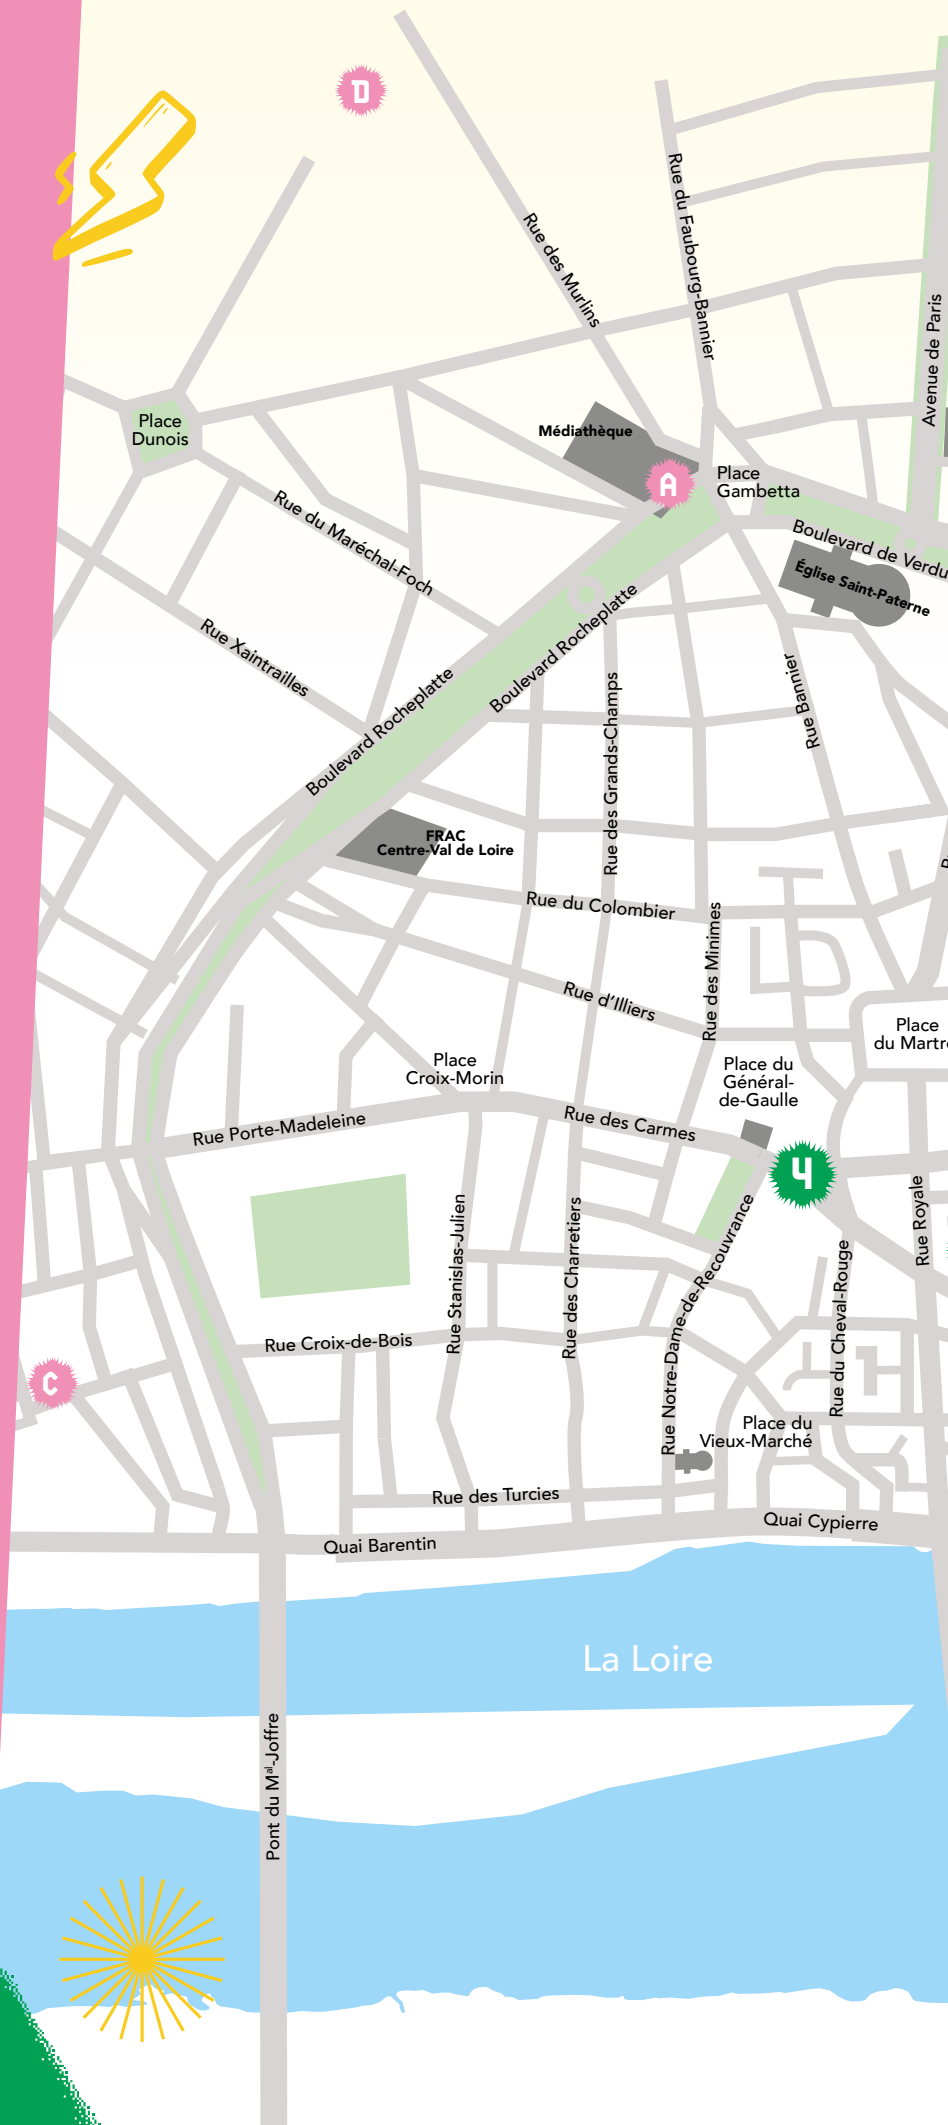 D
Rue des Murlins
Rue du Faubourg-Bannier
Avenue de Paris
Place
Dunois
Médiathèque
A
Place
Gambetta
Boulevard de Verdu
Église Saint-Paterne
Rue du Maréchal-Foch
Rue Xaintrailles
Boulevard Rocheplatte
Boulevard Rocheplatte
Rue des Grands-Champs
Rue Bannier
FRAC
Centre-Val de Loire
Rue du Colombier
Rue des Minimes
Rue d'Illiers
Place
du Martr
Place
Croix-Morin
Place du
Général-
de-Gaulle
Rue Porte-Madeleine
Rue des Carmes
4
Rue Royale
Rue Stanislas-Julien
Rue des Charretiers
Rue Notre-Dame-de-Recouvrance
Rue du Cheval-Rouge
Rue Croix-de-Bois
C
Place du
Vieux-Marché
Rue des Turcies
Quai Barentin
Quai Cypierre
La Loire
Pont du Mal-Joffre